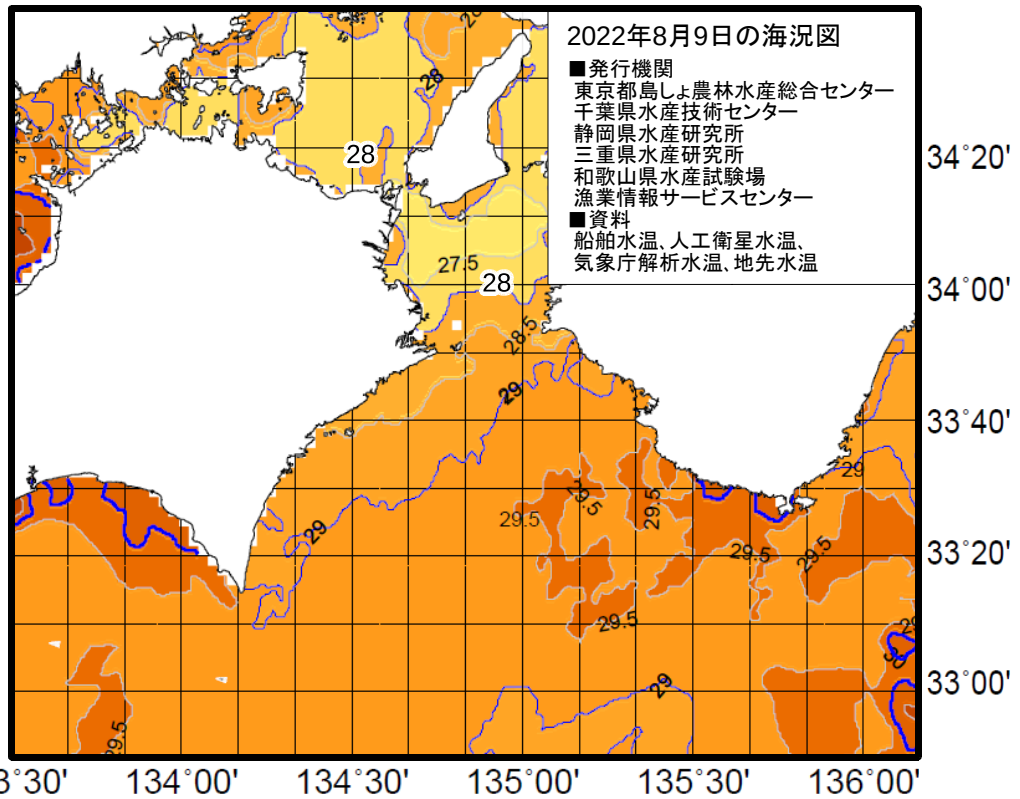 2022年8月9日の海況図
■発行機関
東京都島しょ農林水産総合センター
千葉県水産技術センター
静岡県水産研究所
三重県水産研究所
和歌山県水産試験場
漁業情報サービスセンター
■資料
船舶水温、人工衛星水温、
気象庁解析水温、地先水温
28
28
28
27.5
28
28.5
29
29
29.5
29.5
29.5
29.5
29.5
29
29.5
29
30
29
29.5
34°20'
34°00'
33°40'
33°20'
33°00'
3°30'
134°00'
134°30'
135°00'
135°30'
136°00'